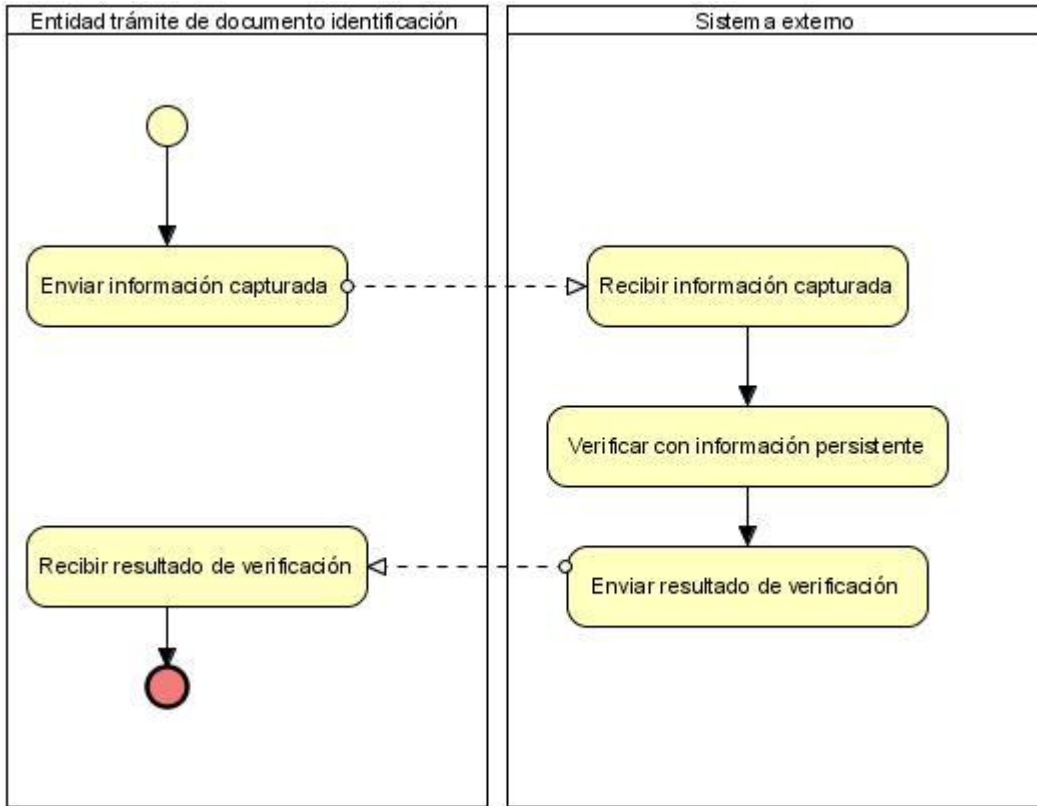 Entidad trámite de documento identificación
Sistema externo
Enviar información capturada
Recibir información capturada
Verificar con información persistente
Recibir resultado de verificación
Enviar resultado de verificación